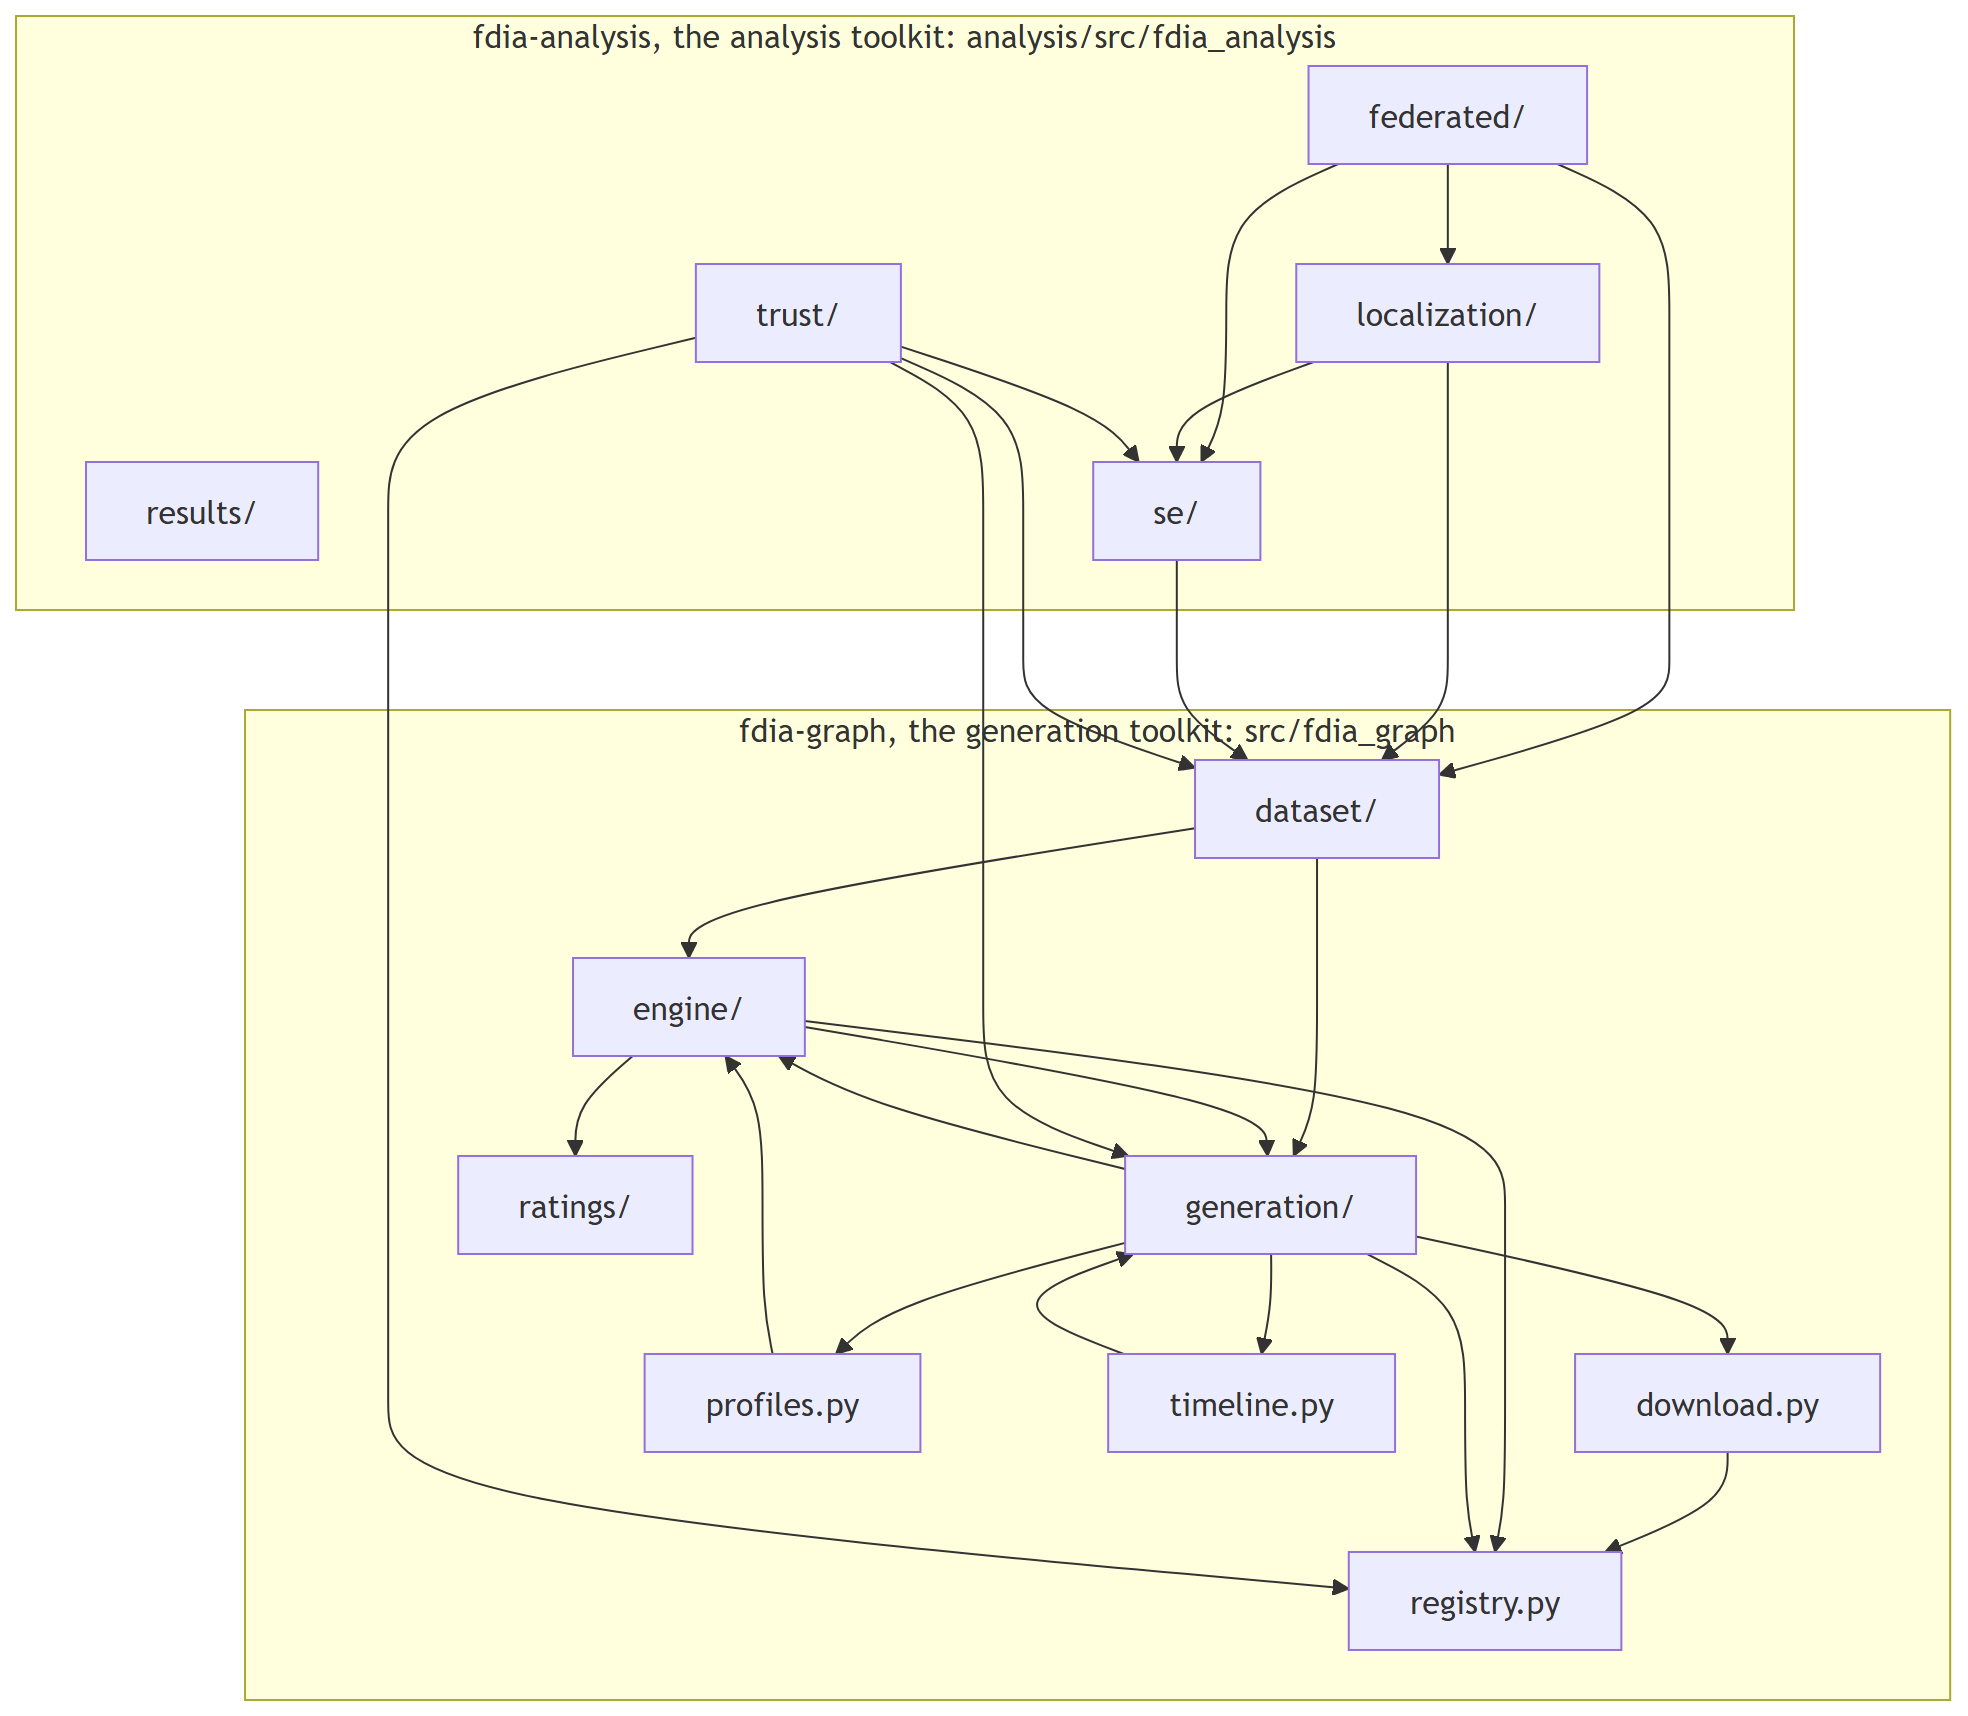 fdia-analysis, the analysis toolkit: analysis/src/fdia_analysis
federated/
trust/
localization/
results/
se/
fdia-graph, the generation toolkit: src/fdia_graph
dataset/
engine/
ratings/
generation/
profiles.py
timeline.py
download.py
registry.py